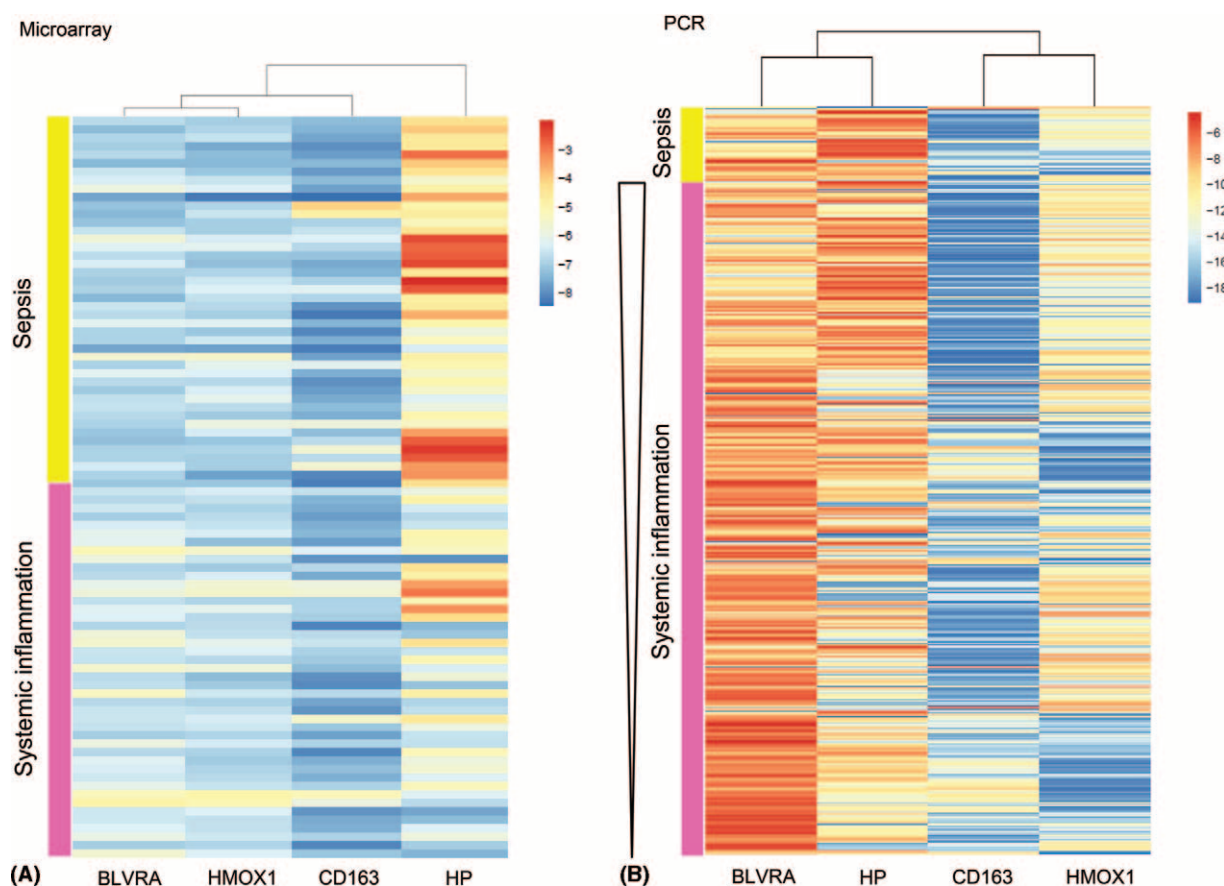 Microarray
Sepsis
Systemic inflammation
−3
−4
−5
−6
−7
−8
(A)
BLVRA HMOX1 CD163 HP
PCR
Sepsis
Systemic inflammation
−6
−8
−10
−12
−14
−16
−18
(B)
BLVRA HP CD163 HMOX1